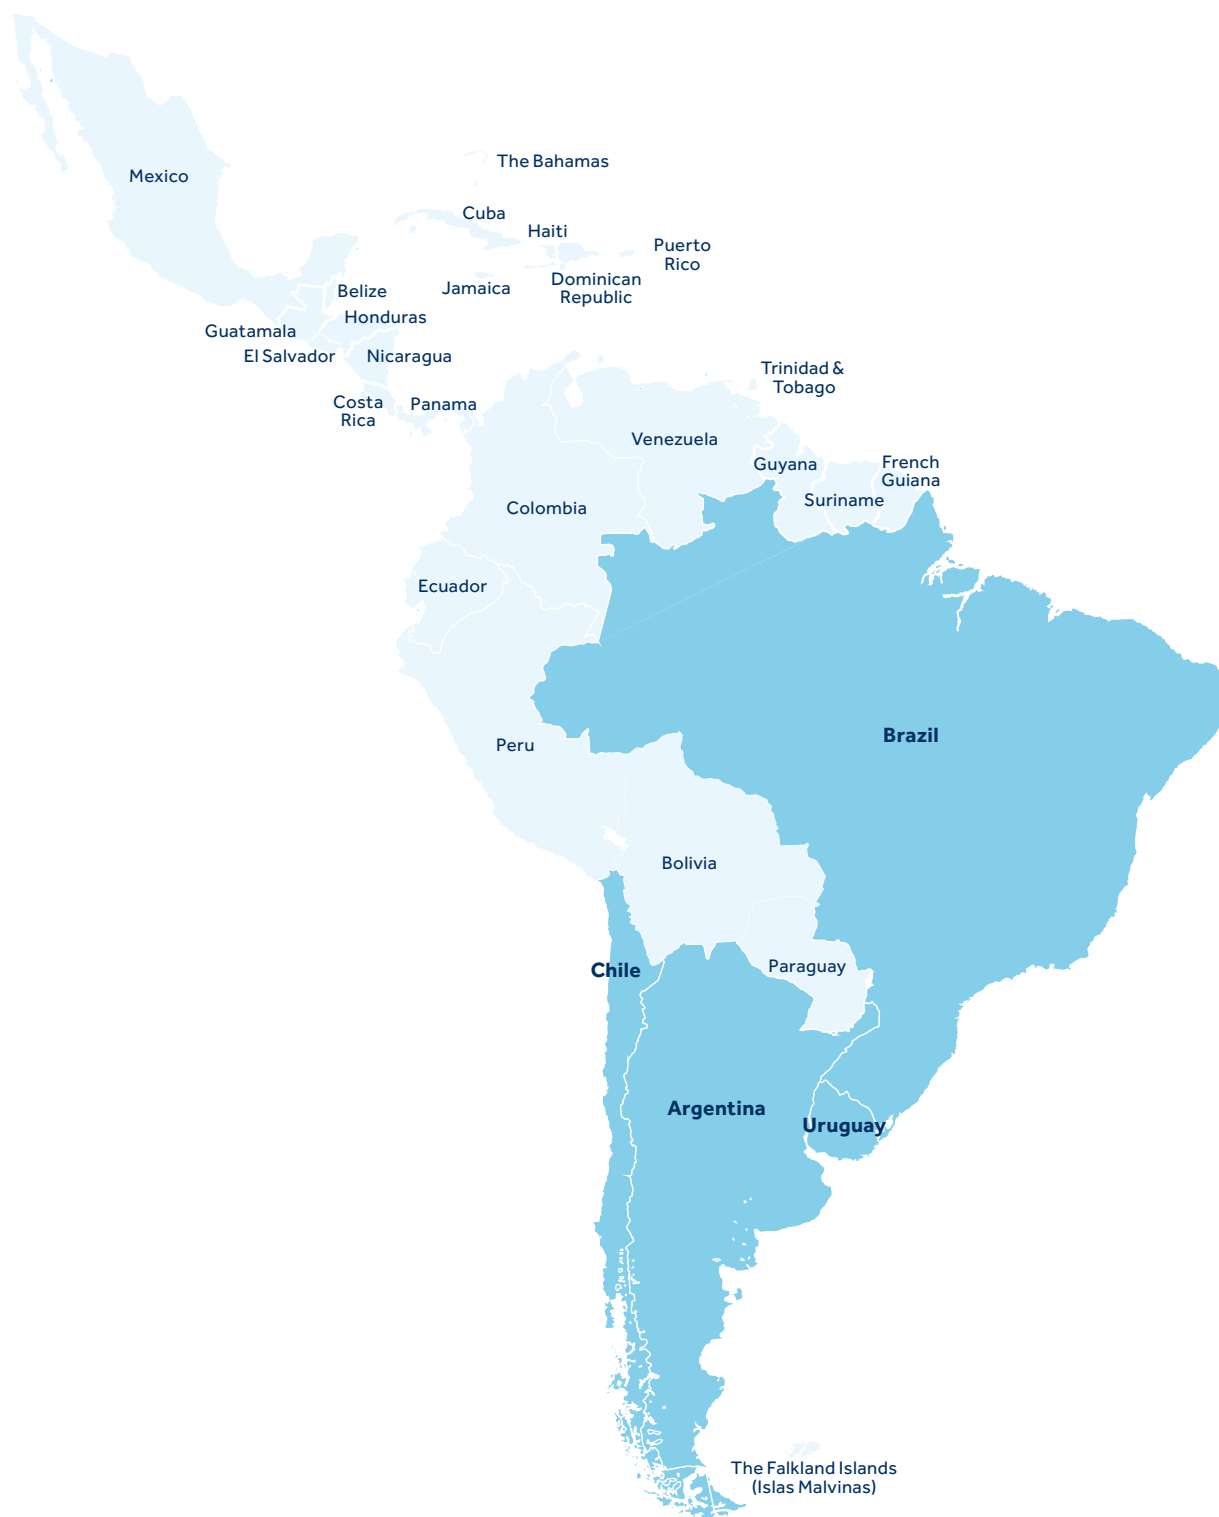 The Bahamas
Mexico
Cuba
Haiti
Puerto
Rico
Dominican
Republic
Jamaica
Belize
Honduras
Guatamala
El Salvador
Nicaragua
Trinidad &
Tobago
Costa
Rica
Panama
Venezuela
Guyana
French
Guiana
Suriname
Colombia
Ecuador
Brazil
Peru
Bolivia
Paraguay
Chile
Argentina
Uruguay
The Falkland Islands
(Islas Malvinas)